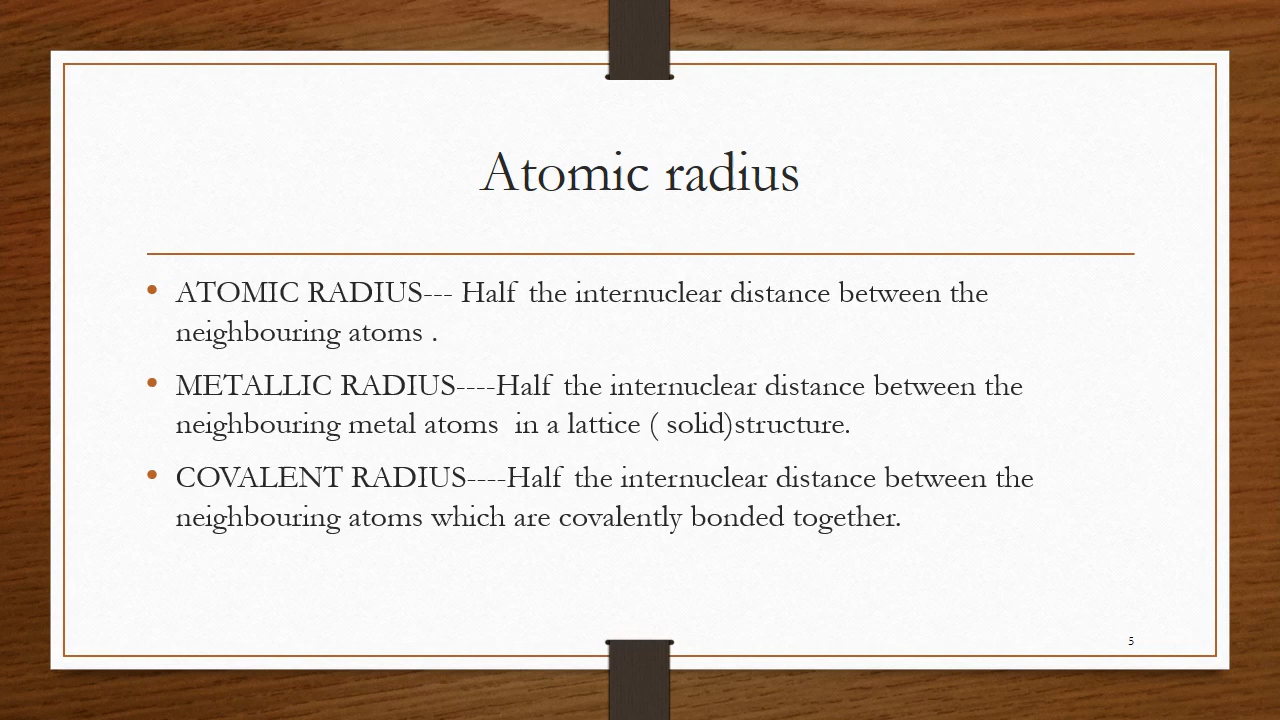 Atomic radius
• ATOMIC RADIUS--- Half the internuclear distance between the
neighbouring atoms .
• METALLIC RADIUS----Half the internuclear distance between the
neighbouring metal atoms  in a lattice ( solid)structure.
• COVALENT RADIUS----Half the internuclear distance between the
neighbouring atoms which are covalently bonded together.
5